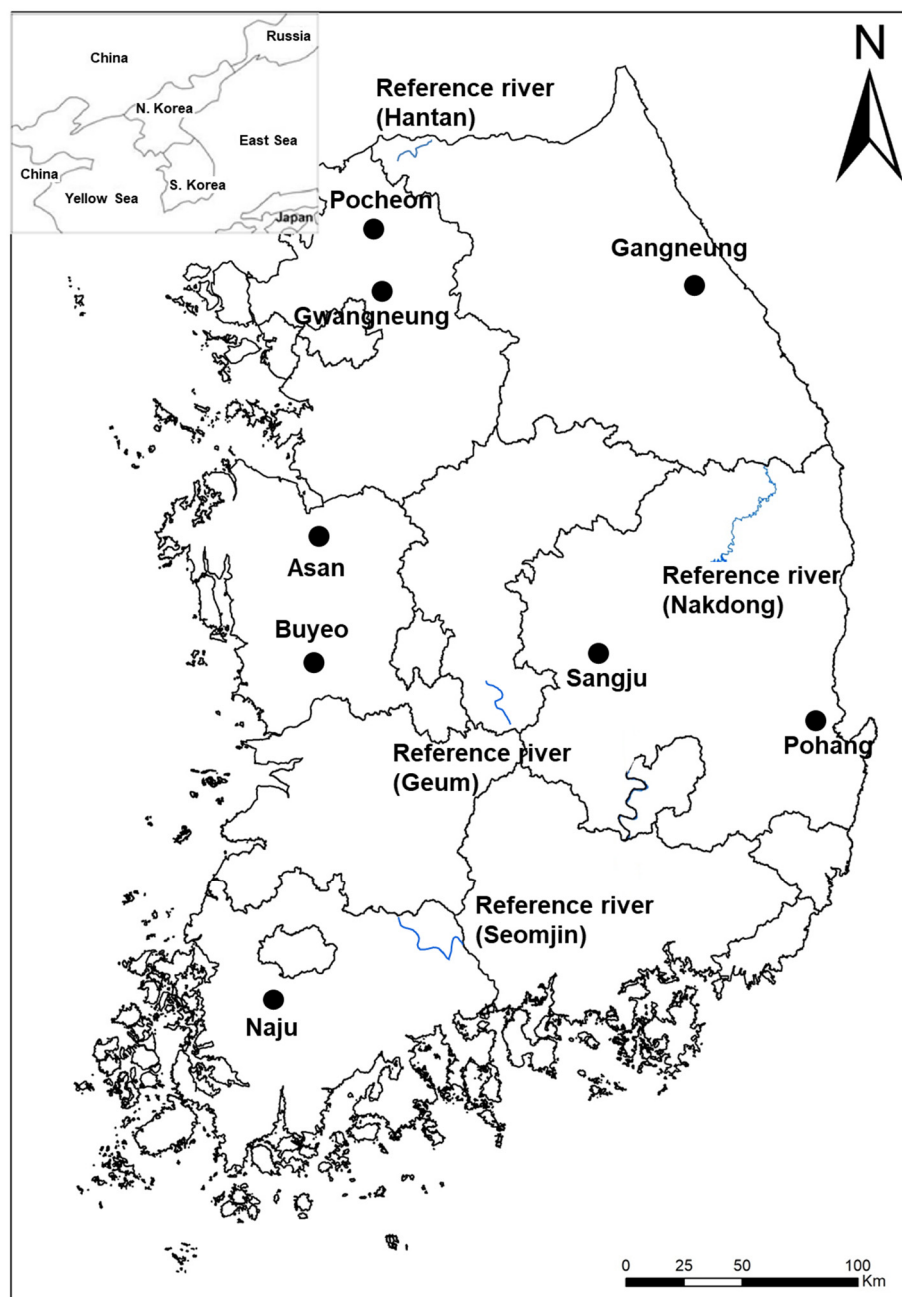 Russia
China
N. Korea
East Sea
China
S. Korea
Yellow Sea
Japan
N
Reference river
(Hantan)
Pocheon
Gangneung
Gwangneung
Asan
Reference river
(Nakdong)
Buyeo
Sangju
Pohang
Reference river
(Geum)
Reference river
(Seomjin)
Naju
0 25 50 100
Km